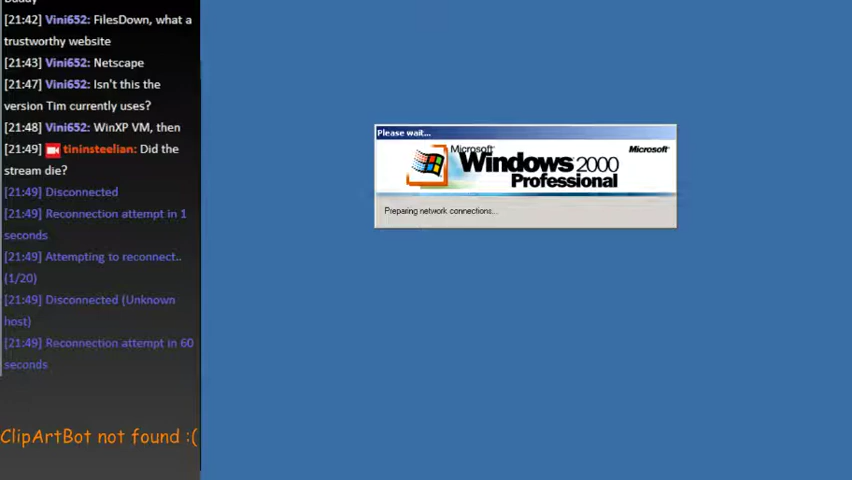 [21:42] Vini652: FilesDown, what a
trustworthy website
[21:43] Vini652: Netscape
[21:47] Vini652: Isn't this the
version Tim currently uses?
[21:48] Vini652: WinXP VM, then
[21:49] tininsteelian: Did the
stream die?
[21:49] Disconnected
[21:49] Reconnection attempt in 1
seconds
[21:49] Attempting to reconnect..
(1/20)
[21:49] Disconnected (Unknown
host)
[21:49] Reconnection attempt in 60
seconds
ClipArtBot not found :(
Please wait...
Microsoft
Windows 2000
Professional
Microsoft
Preparing network connections...